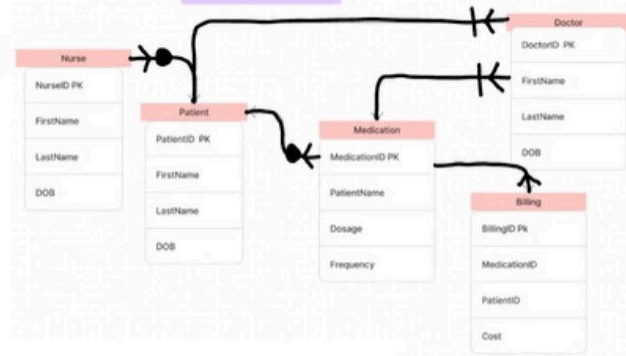 Nurse
NurseID PK
FirstName
LastName
DOB
Patient
PatientID PK
FirstName
LastName
DOB
Medication
MedicationID PK
PatientName
Dosage
Frequency
Doctor
DoctorID PK
FirstName
LastName
DOB
Billing
BillingID Pk
MedicationID
PatientID
Cost